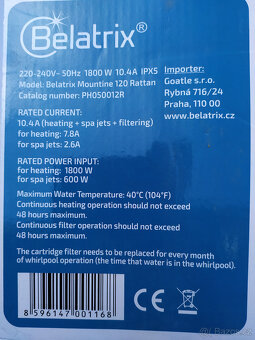 Belatrix®
220-240V~ 50Hz 1800 W 10.4A IPX5
Model: Belatrix Mountine 120 Rattan
Catalog number: PH050012R
Importer:
Goatle s.r.o.
Rybná 716/24
Praha, 110 00
www.belatrix.cz
RATED CURRENT:
10.4A (heating + spa jets + filtering)
for heating: 7.8A
for spa jets: 2.6A
RATED POWER INPUT:
for heating: 1800 W
for spa jets: 600 W
Maximum Water Temperature: 40°C (104°F)
Continuous heating operation should not exceed
48 hours maximum.
Continuous filter operation should not exceed
48 hours maximum.
The cartridge filter needs to be replaced for every month
of whirlpool operation (the time that water is in the whirlpool).
8 596147 001168
CE